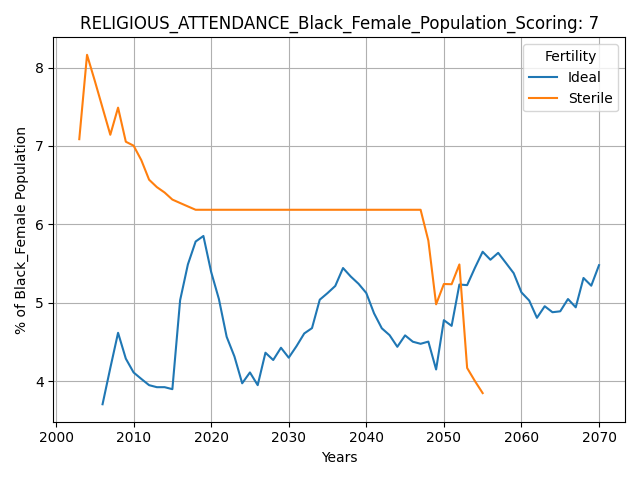 RELIGIOUS_ATTENDANCE_Black_Female_Population_Scoring: 7
Fertility
Ideal
Sterile
8
7
6
5
4
% of Black_Female Population
2000 2010 2020 2030 2040 2050 2060 2070
Years